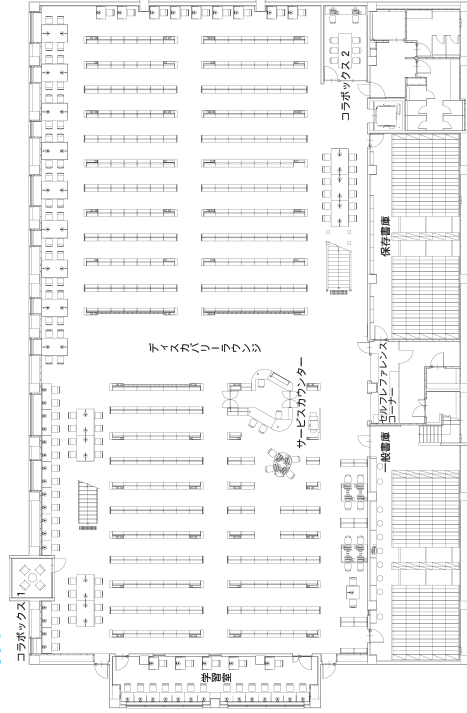 コラボックス 2
保存書庫
ディスカバリーラウンジ
セルフレファレンス
コーナー
サービスカウンター
一般書庫
コラボックス 1
学習室